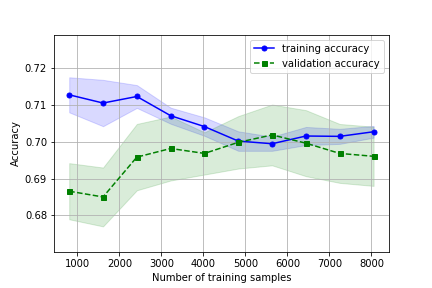 training accuracy
validation accuracy
0.72
0.71
0.70
0.69
0.68
Accuracy
1000 2000 3000 4000 5000 6000 7000 8000
Number of training samples